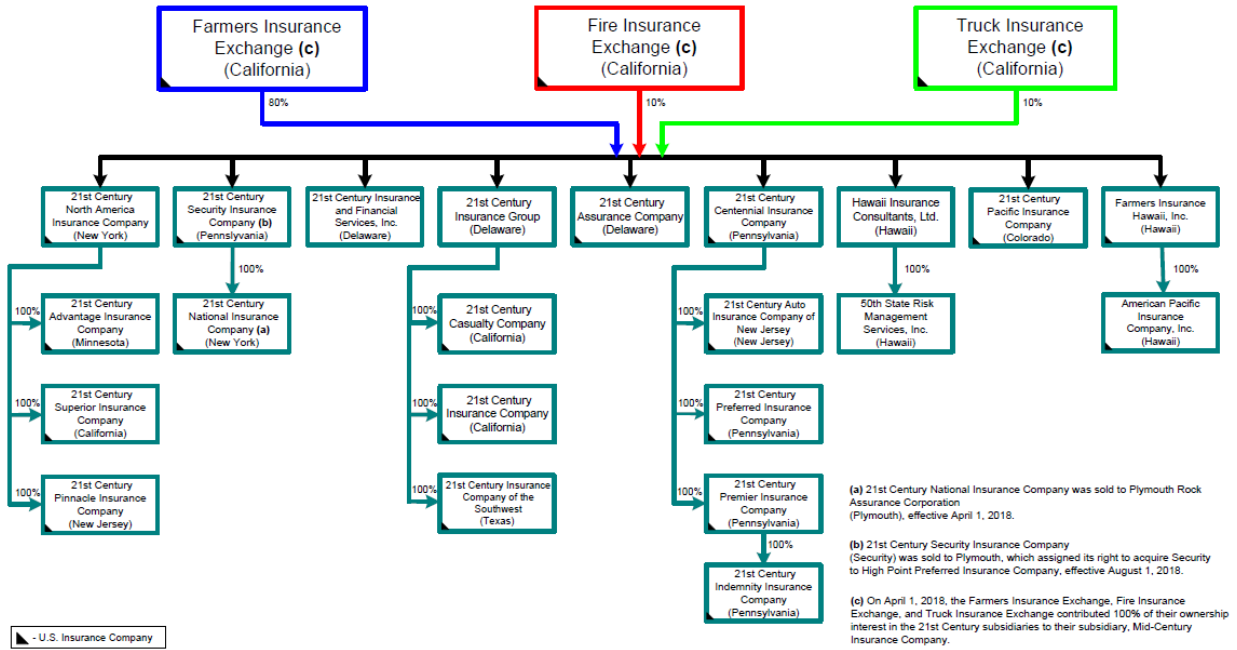 Farmers Insurance
Exchange (c)
(California)
Fire Insurance
Exchange (c)
(California)
Truck Insurance
Exchange (c)
(California)
80%
10%
10%
21st Century
North America
Insurance Company
(New York)
21st Century
Security Insurance
Company (b)
(Pennslyvania)
21st Century Insurance
and Financial
Services, Inc.
(Delaware)
21st Century
Insurance Group
(Delaware)
21st Century
Assurance Company
(Delaware)
21st Century
Centennial Insurance
Company
(Pennsylvania)
Hawaii Insurance
Consultants, Ltd.
(Hawaii)
21st Century
Pacific Insurance
Company
(Colorado)
Farmers Insurance
Hawaii, Inc.
(Hawaii)
100%
100%
100%
100%
21st Century
Advantage Insurance
Company
(Minnesota)
21st Century
National Insurance
Company (a)
(New York)
100%
21st Century
Casualty Company
(California)
100%
21st Century Auto
Insurance Company of
New Jersey
(New Jersey)
50th State Risk
Management
Services, Inc.
(Hawaii)
American Pacific
Insurance
Company, Inc.
(Hawaii)
100%
21st Century
Superior Insurance
Company
(California)
100%
21st Century
Insurance Company
(California)
100%
21st Century
Preferred Insurance
Company
(Pennsylvania)
100%
21st Century
Pinnacle Insurance
Company
(New Jersey)
100%
21st Century Insurance
Company of the
Southwest
(Texas)
100%
21st Century
Premier Insurance
Company
(Pennsylvania)
100%
21st Century
Indemnity Insurance
Company
(Pennsylvania)
(a) 21st Century National Insurance Company was sold to Plymouth Rock
Assurance Corporation
(Plymouth), effective April 1, 2018.
(b) 21st Century Security Insurance Company
(Security) was sold to Plymouth, which assigned its right to acquire Security
to High Point Preferred Insurance Company, effective August 1, 2018.
(c) On April 1, 2018, the Farmers Insurance Exchange, Fire Insurance
Exchange, and Truck Insurance Exchange contributed 100% of their ownership
interest in the 21st Century subsidiaries to their subsidiary, Mid-Century
Insurance Company.
- U.S. Insurance Company